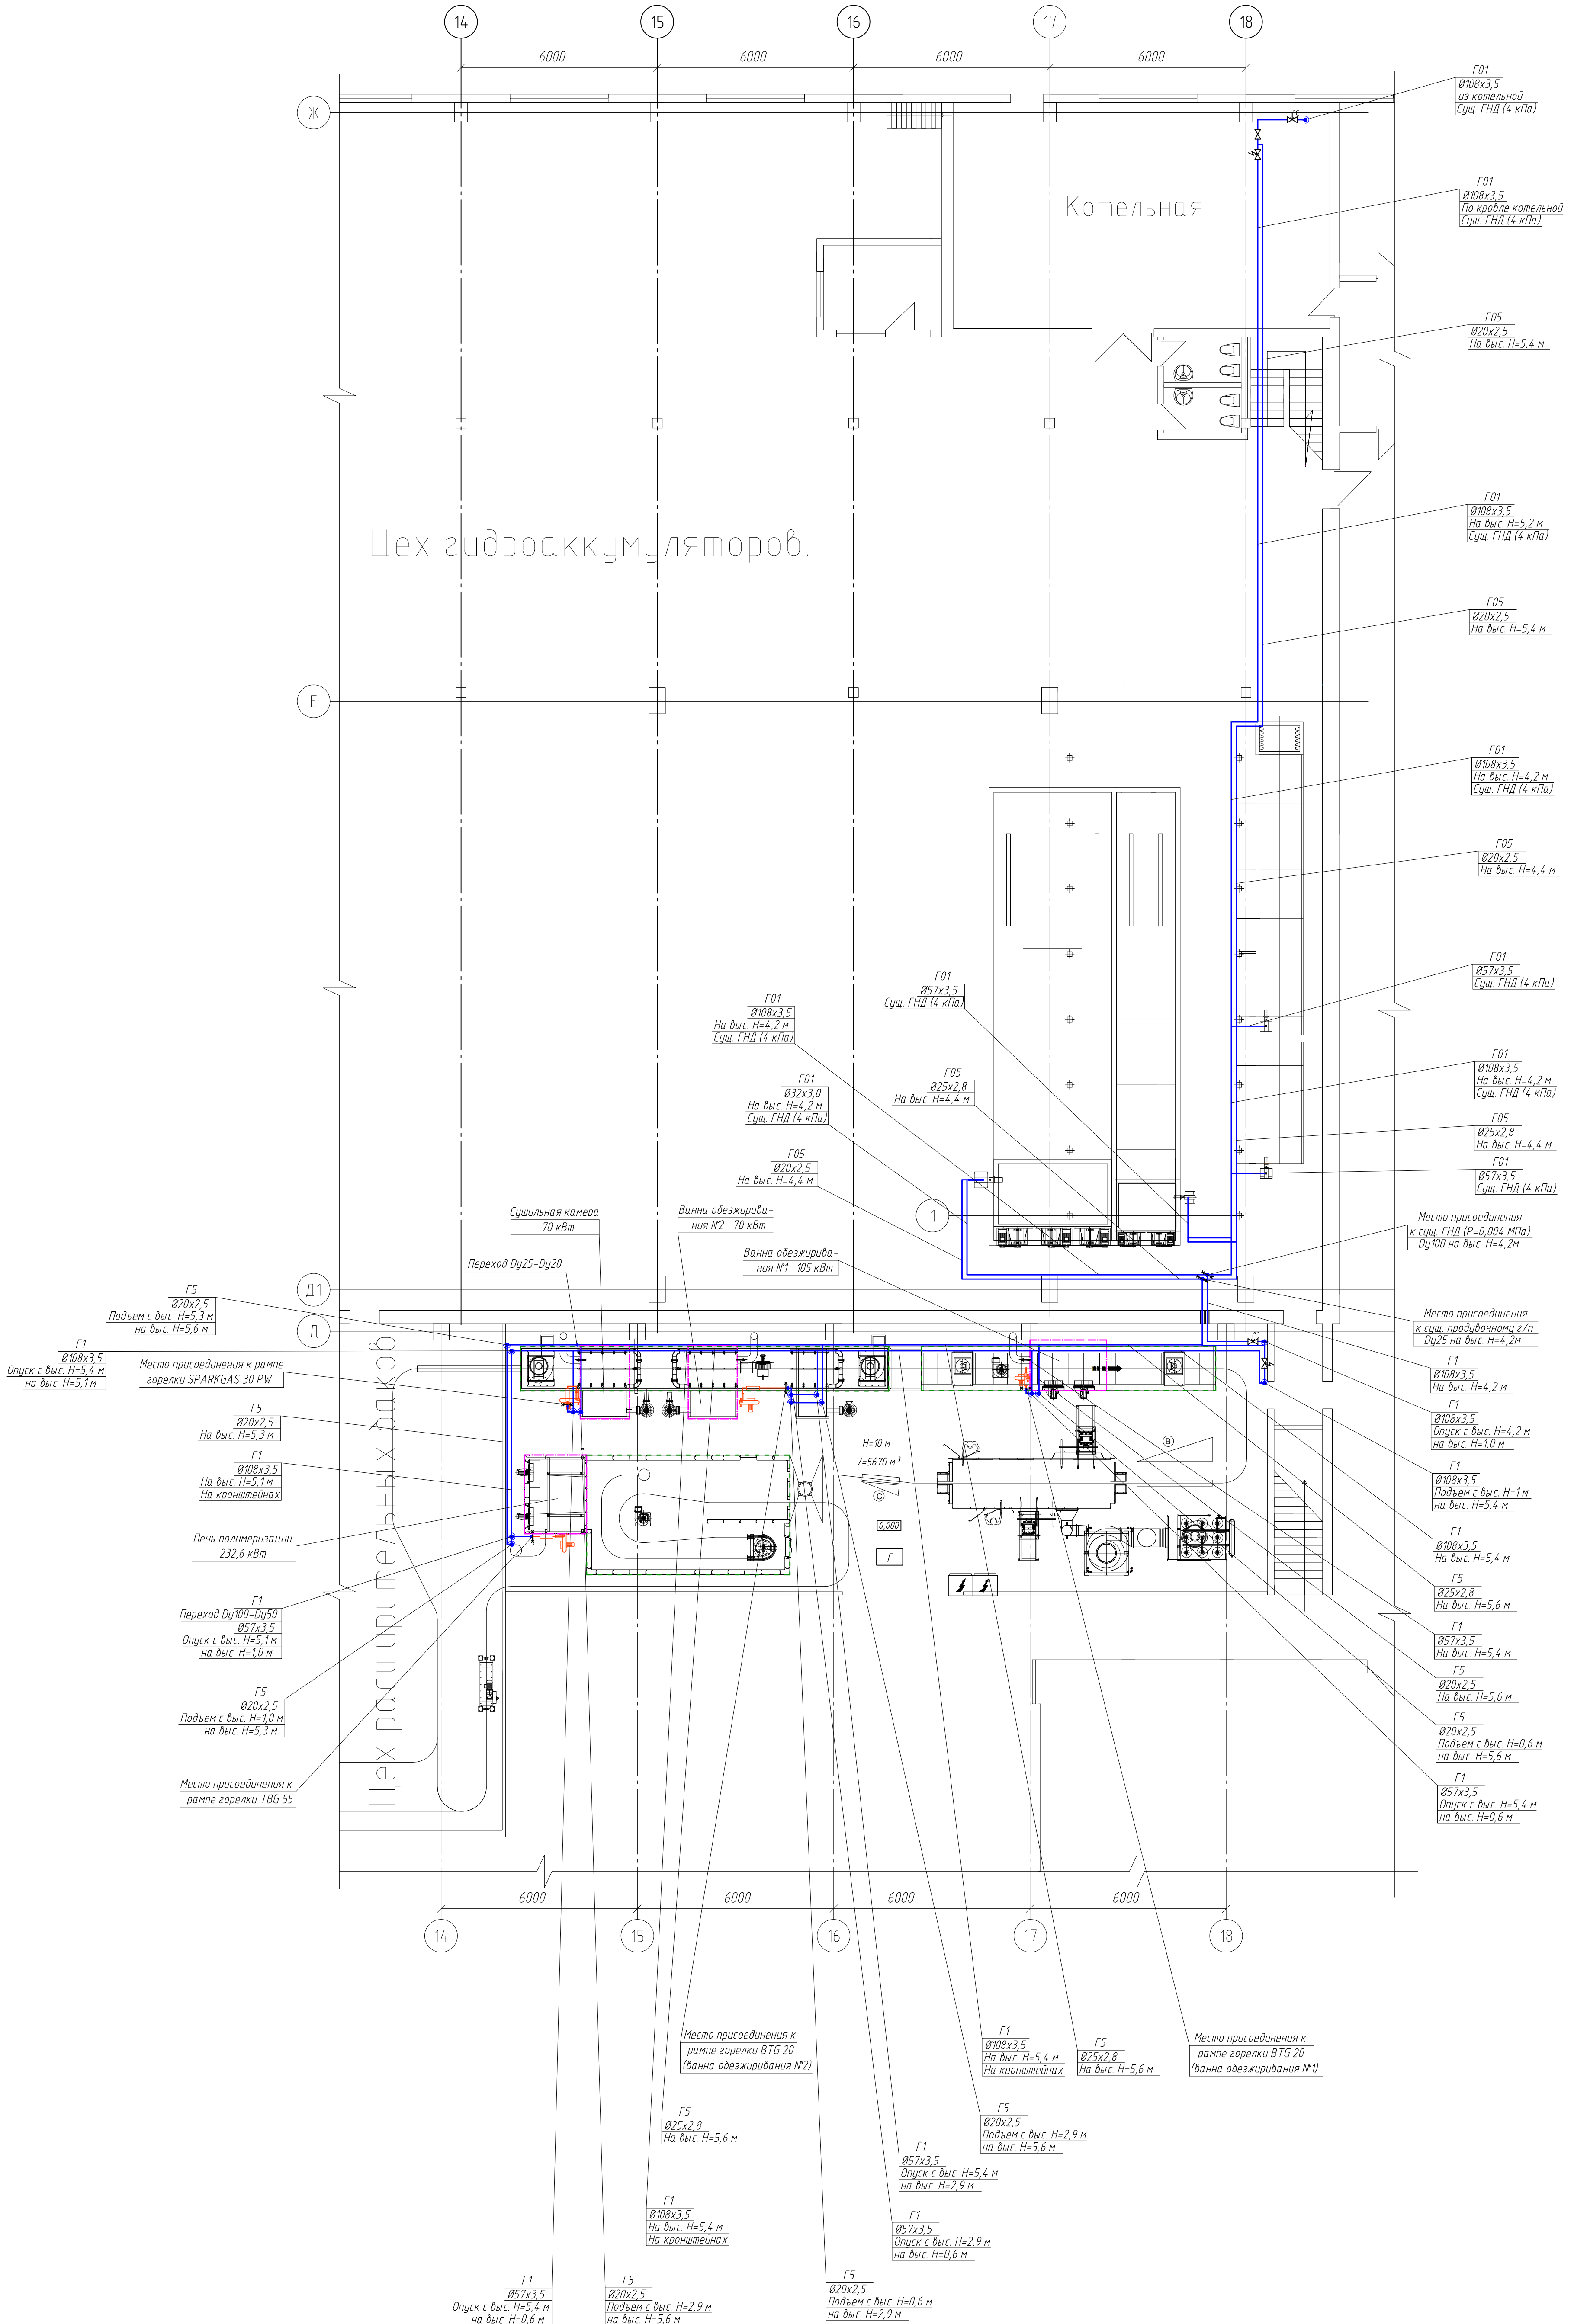 14
15
16
17
18
6000
6000
6000
6000
Ж
Г01
Ø108x3,5
из котельной
Сущ. ГНД (4 кПа)
Котельная
Г01
Ø108x3,5
По кровле котельной
Сущ. ГНД (4 кПа)
Г05
Ø20x2,5
На выс. Н=5,4 м
Цех гидроаккумуляторов.
Г01
Ø108x3,5
На выс. Н=5,2 м
Сущ. ГНД (4 кПа)
Г05
Ø20x2,5
На выс. Н=5,4 м
Е
Г01
Ø108x3,5
На выс. Н=4,2 м
Сущ. ГНД (4 кПа)
Г05
Ø20x2,5
На выс. Н=4,4 м
Г01
Ø57x3,5
Сущ. ГНД (4 кПа)
Г01
Ø57x3,5
Сущ. ГНД (4 кПа)
Г01
Ø108x3,5
На выс. Н=4,2 м
Сущ. ГНД (4 кПа)
Г01
Ø108x3,5
На выс. Н=4,2 м
Сущ. ГНД (4 кПа)
Г05
Ø25x2,8
На выс. Н=4,4 м
Г01
Ø32x3,0
На выс. Н=4,2 м
Сущ. ГНД (4 кПа)
Г05
Ø25x2,8
На выс. Н=4,4 м
Г05
Ø20x2,5
На выс. Н=4,4 м
Г01
Ø57x3,5
Сущ. ГНД (4 кПа)
1
Сушильная камера
70 кВт
Ванна обезжирива-
ния №2 70 кВт
Ванна обезжирива-
ния №1 105 кВт
Место присоединения
к сущ. ГНД (Р=0,004 МПа)
Dy100 на выс. Н=4,2м
Переход Dy25-Dy20
Д1
Г5
Ø20x2,5
Подъем с выс. Н=5,3 м
на выс. Н=5,6 м
Место присоединения
к сущ. продувочному г/п
Dy25 на выс. Н=4,2м
Д
Г1
Ø108x3,5
Опуск с выс. Н=5,4 м
на выс. Н=5,1 м
Место присоединения к рампе
горелки SPARKGAS 30 PW
Г1
Ø108x3,5
На выс. Н=4,2 м
Г5
Ø20x2,5
На выс. Н=5,3 м
Г1
Ø108x3,5
Опуск с выс. Н=4,2 м
на выс. Н=1,0 м
Г1
Ø108x3,5
На выс. Н=5,1 м
На кронштейнах
Н=10 м
V=5670 м³
В
С
0,000
Г
Г1
Ø108x3,5
Подъем с выс. Н=1 м
на выс. Н=5,4 м
Печь полимеризации
232,6 кВт
Г1
Ø108x3,5
На выс. Н=5,4 м
Г5
Ø25x2,8
На выс. Н=5,6 м
Г1
Переход Dy100-Dy50
Ø57x3,5
Опуск с выс. Н=5,1 м
на выс. Н=1,0 м
Г1
Ø57x3,5
На выс. Н=5,4 м
Г5
Ø20x2,5
На выс. Н=5,6 м
Г5
Ø20x2,5
Подъем с выс. Н=1,0 м
на выс. Н=5,3 м
Г5
Ø20x2,5
Подъем с выс. Н=0,6 м
на выс. Н=5,6 м
Место присоединения к
рампе горелки TBG 55
Г1
Ø57x3,5
Опуск с выс. Н=5,4 м
на выс. Н=0,6 м
Цех расширительных баков
6000
6000
6000
6000
14
15
16
17
18
Место присоединения к
рампе горелки BTG 20
(ванна обезжиривания №2)
Г1
Ø108x3,5
На выс. Н=5,4 м
На кронштейнах
Г5
Ø25x2,8
На выс. Н=5,6 м
Место присоединения к
рампе горелки BTG 20
(ванна обезжиривания №1)
Г5
Ø25x2,8
На выс. Н=5,6 м
Г5
Ø20x2,5
Подъем с выс. Н=2,9 м
на выс. Н=5,6 м
Г1
Ø57x3,5
Опуск с выс. Н=5,4 м
на выс. Н=2,9 м
Г1
Ø108x3,5
На выс. Н=5,4 м
На кронштейнах
Г1
Ø57x3,5
Опуск с выс. Н=2,9 м
на выс. Н=0,6 м
Г1
Ø57x3,5
Опуск с выс. Н=5,4 м
на выс. Н=0,6 м
Г5
Ø20x2,5
Подъем с выс. Н=2,9 м
на выс. Н=5,6 м
Г5
Ø20x2,5
Подъем с выс. Н=0,6 м
на выс. Н=2,9 м